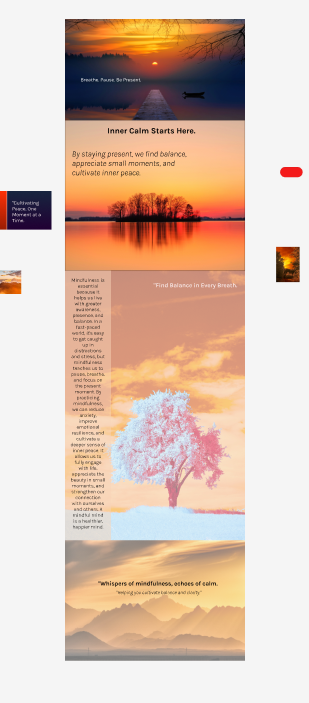 Breathe. Pause. Be Present.
Inner Calm Starts Here.
By staying present, we find balance,
appreciate small moments, and
cultivate inner peace.
"Cultivating
Peace, One
Moment at a
Time.
Mindfulness is
essential
because it
helps us live
with greater
awareness,
presence, and
balance. In a
fast-paced
world, it's easy
to get caught
up in
distractions
and stress, but
mindfulness
teaches us to
pause, breathe,
and focus on
the present
moment. By
practicing
mindfulness,
we can reduce
anxiety,
improve
emotional
resilience, and
cultivate a
deeper sense of
inner peace. It
allows us to
fully engage
with life,
appreciate the
beauty in small
moments, and
strengthen our
connection
with ourselves
and others. A
mindful mind
is a healthier,
happier mind.
"Find Balance in Every Breath.
"Whispers of mindfulness, echoes of calm.
"Helping you cultivate balance and clarity."